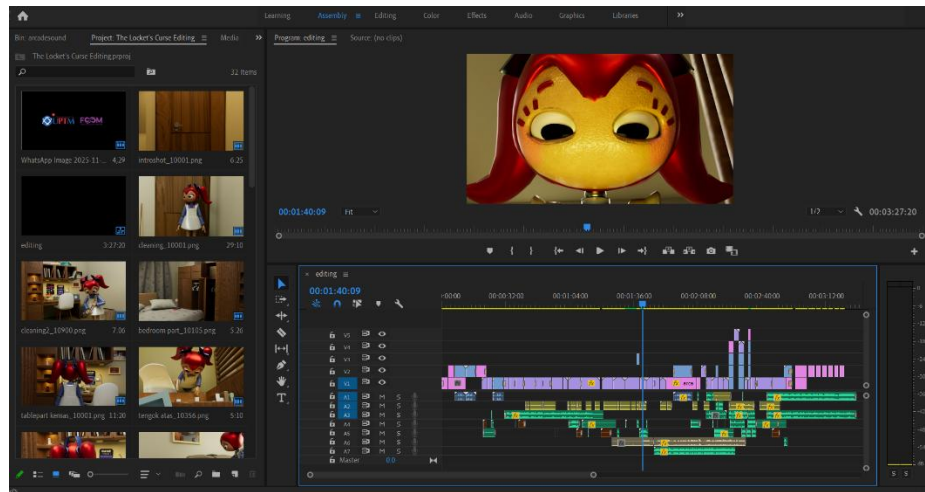 Learning Assembly Editing Color Effects Audio Graphics Libraries
Bin: arcadesound Project: The Locket's Curse Editing Media
Program: editing Source: (no clips)
The Locket's Curse Editing.prproj
32 Items
UPTM FCOM
WhatsApp Image 2025-11-... 4,29
introshot_10001.png 6:25
editing 3:27:20
cleaning_10001.png 29:10
cleaning2_10900.png 7:06
bedroom part_10105.png 5:26
tablepart kemas_10001.png 11:20
tengok atas_10356.png 5:10
00:01:40:09 Fit 1/2 00:03:27:20
× editing
00:01:40:09
:00:00 00:00:32:00 00:01:04:00 00:01:36:00 00:02:08:00 00:02:40:00 00:03:12:00
V5
V4
V3
V2
V1
A1 M S
A2 M S
A3 M S
A4 M S
A5 M S
A6 M S
A7 M S
Master 0.0
S S